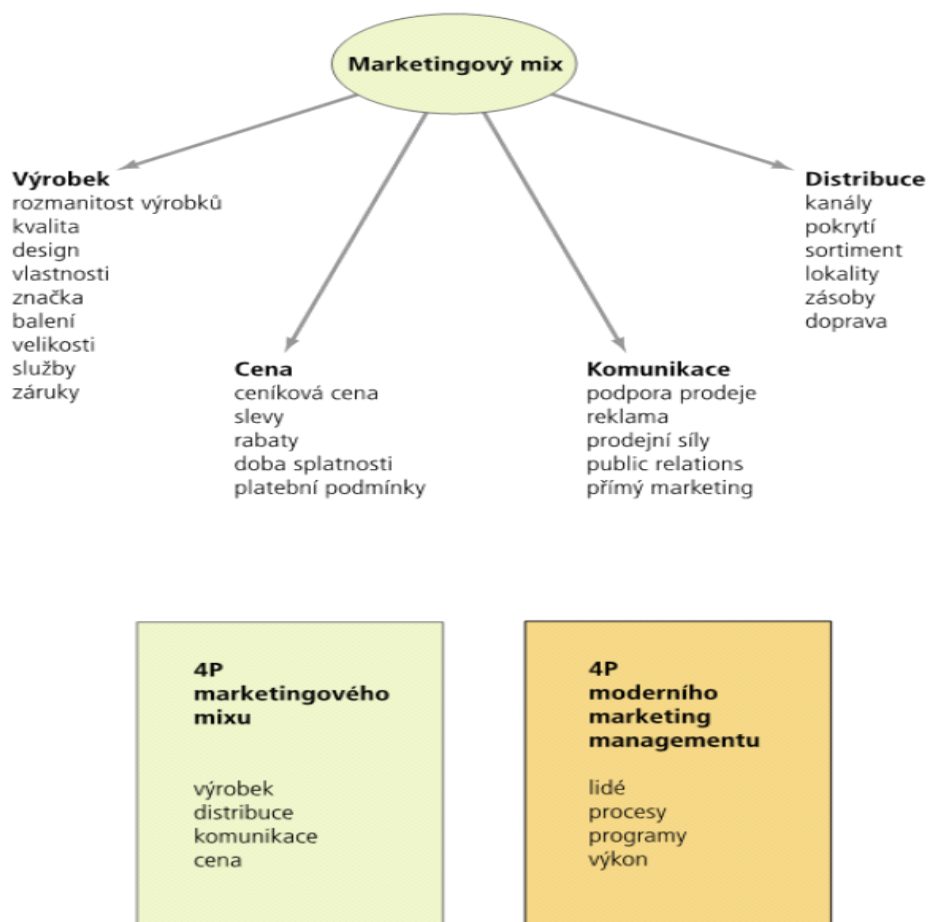 Marketingový mix
Výrobek
rozmanitost výrobků
kvalita
design
vlastnosti
značka
balení
velikosti
služby
záruky
Cena
ceníková cena
slevy
rabaty
doba splatnosti
platební podmínky
Komunikace
podpora prodeje
reklama
prodejní síly
public relations
přímý marketing
Distribuce
kanály
pokrytí
sortiment
lokality
zásoby
doprava
4P
marketingového
mixu
výrobek
distribuce
komunikace
cena
4P
moderního
marketing
managementu
lidé
procesy
programy
výkon